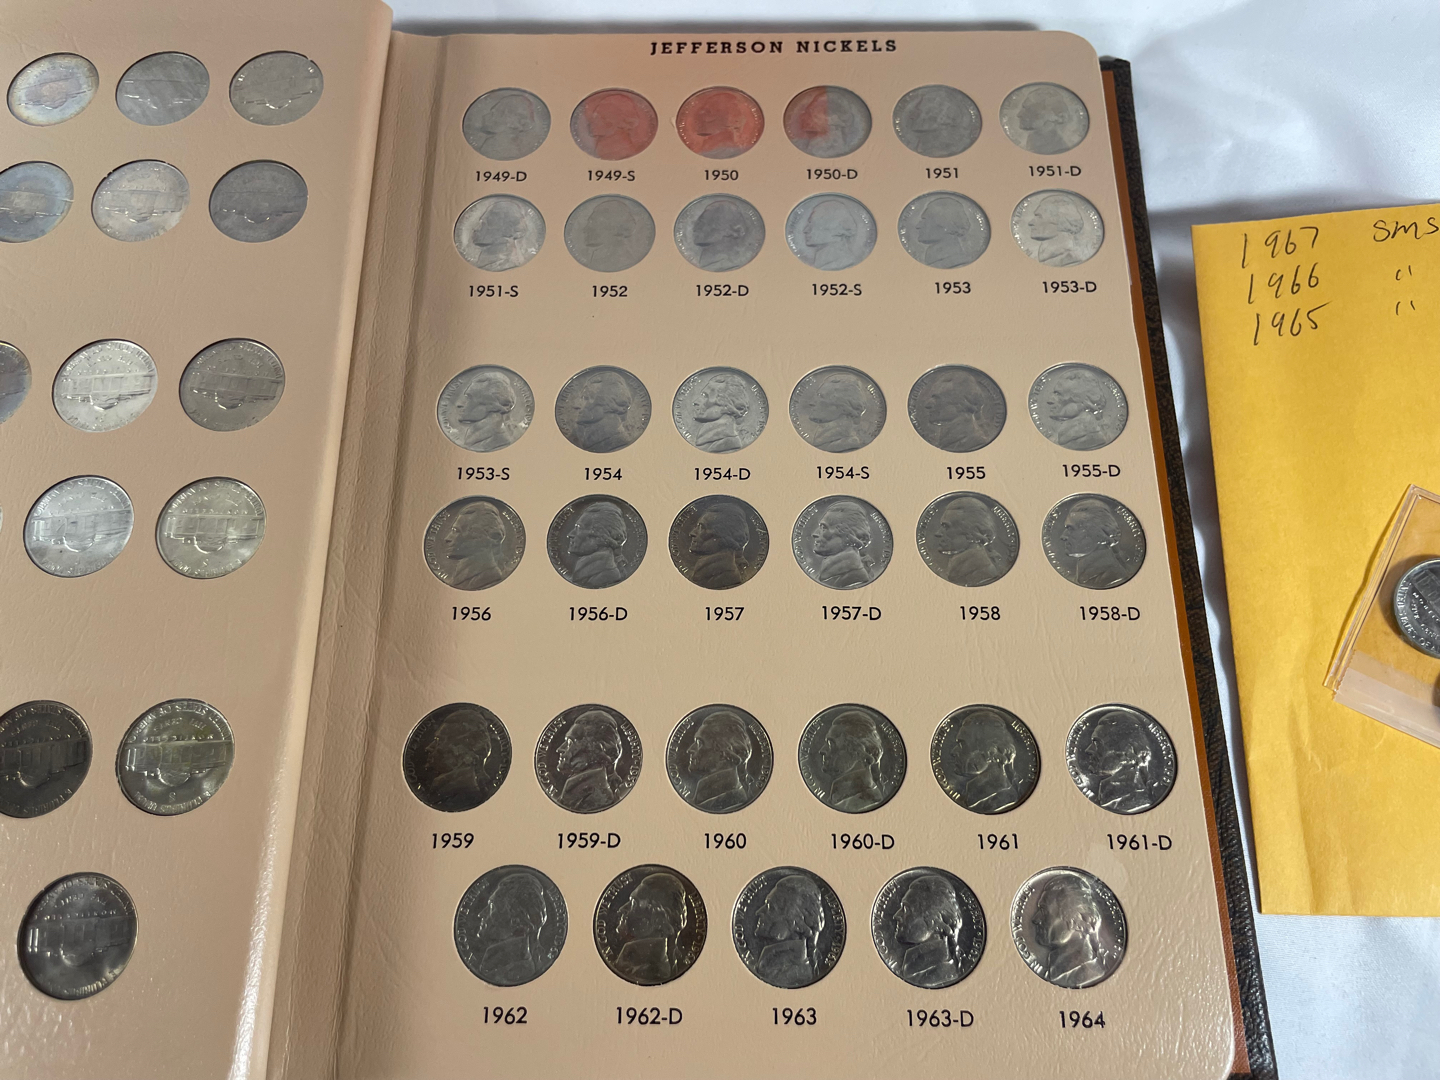 JEFFERSON NICKELS
1949-D 1949-S 1950 1950-D 1951 1951-D
1951-S 1952 1952-D 1952-S 1953 1953-D
1953-S 1954 1954-D 1954-S 1955 1955-D
1956 1956-D 1957 1957-D 1958 1958-D
1959 1959-D 1960 1960-D 1961 1961-D
1962 1962-D 1963 1963-D 1964
1967 SMS
1966 "
1965 "